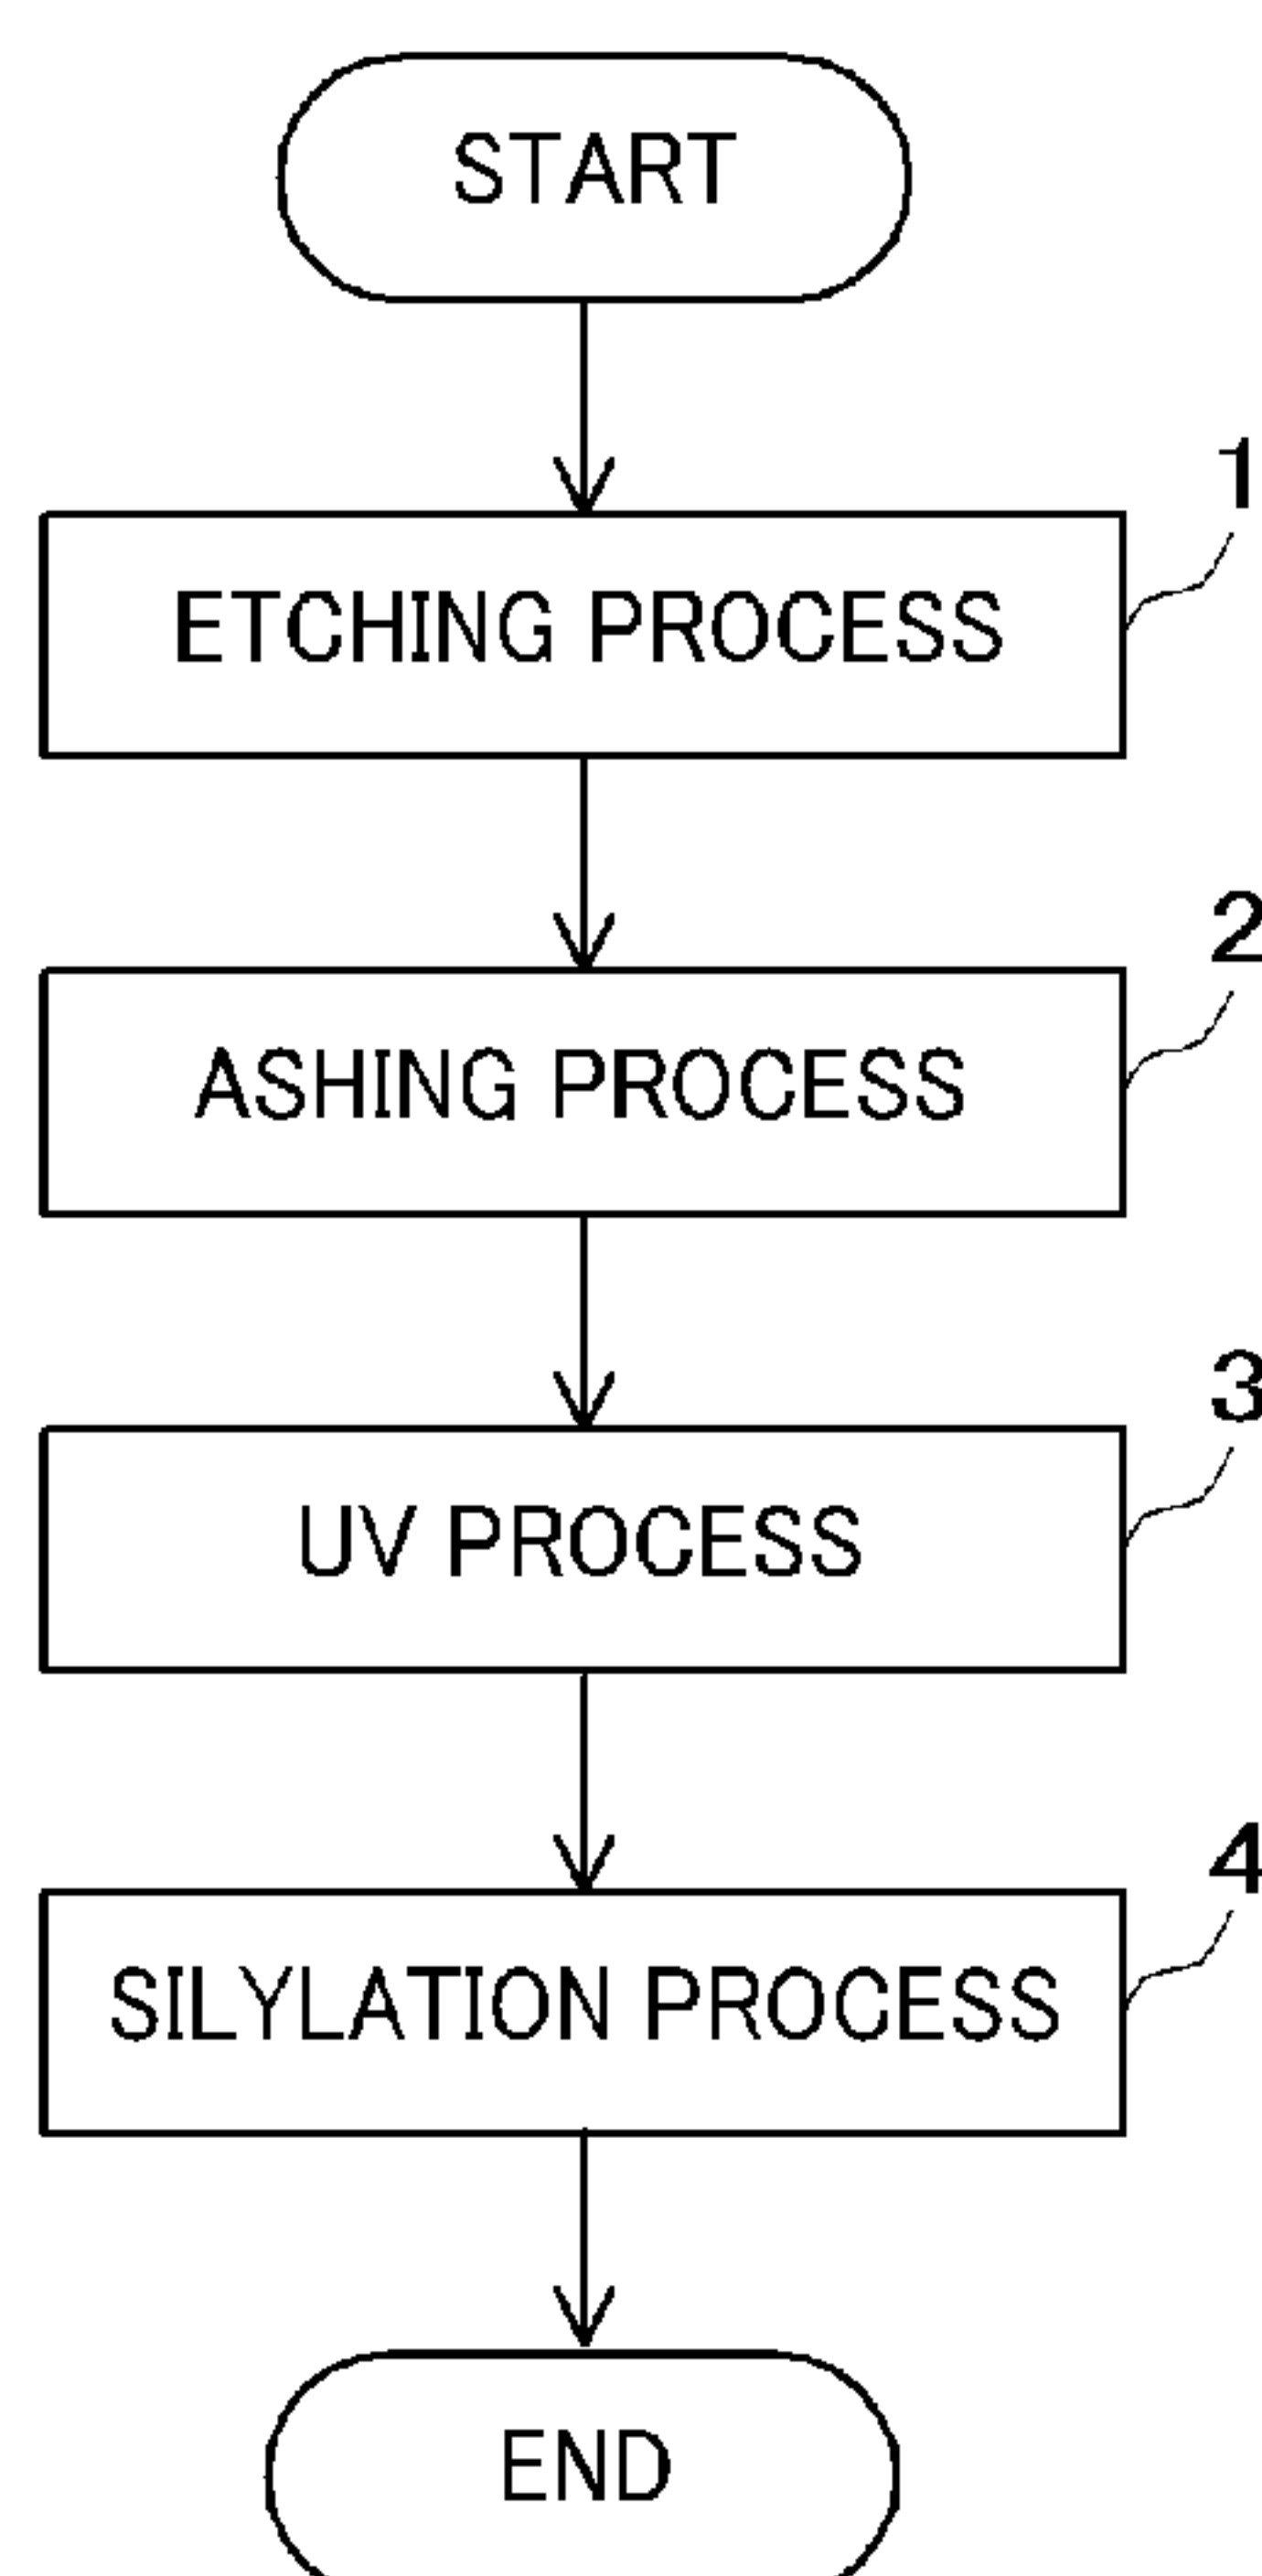 START
1
ETCHING PROCESS
2
ASHING PROCESS
3
UV PROCESS
4
SILYLATION PROCESS
END